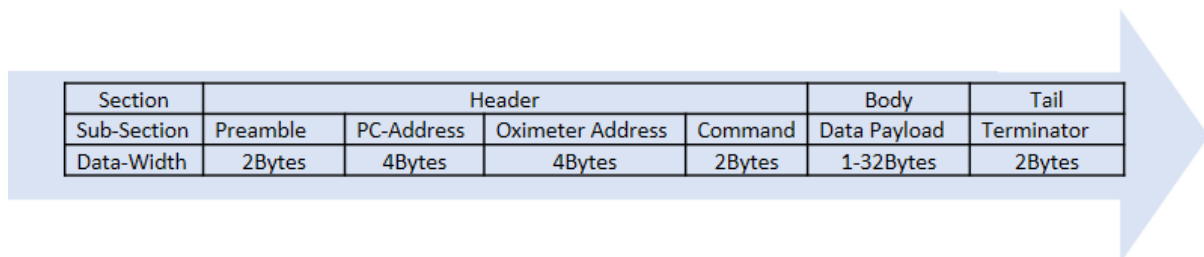 Section Header Body Tail
Sub-Section Preamble PC-Address Oximeter Address Command Data Payload Terminator
Data-Width 2Bytes 4Bytes 4Bytes 2Bytes 1-32Bytes 2Bytes